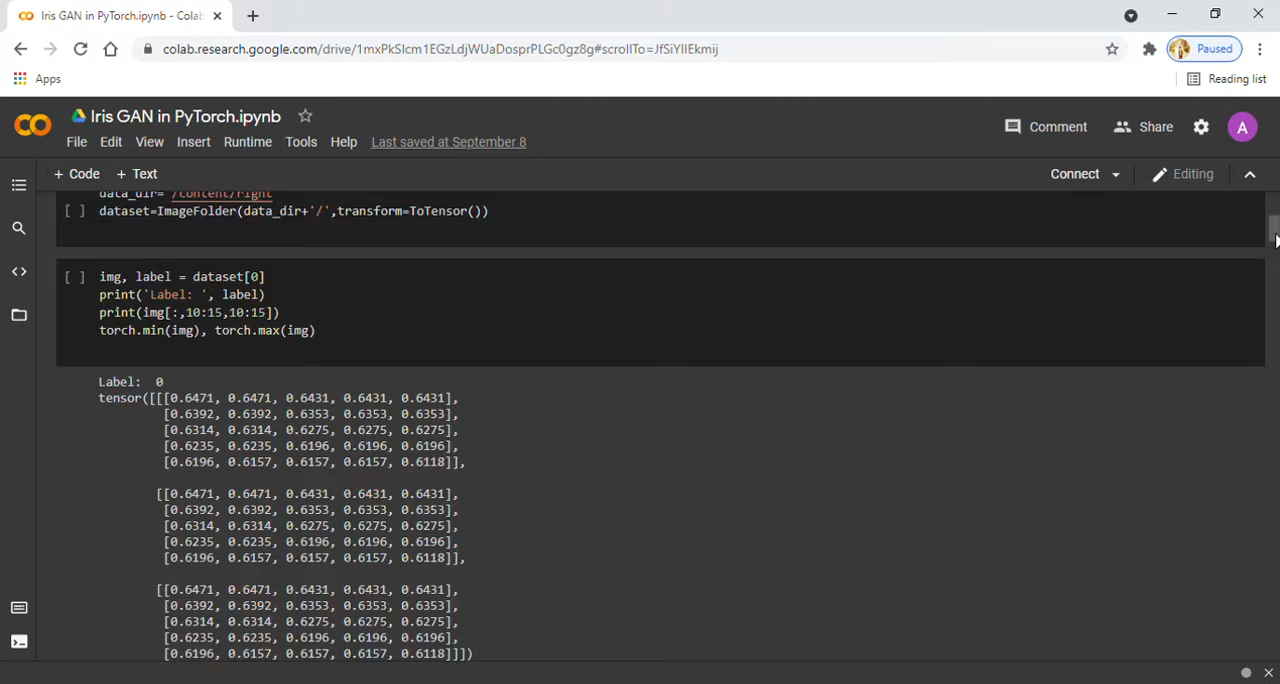 Iris GAN in PyTorch.ipynb - Colab
colab.research.google.com/drive/1mxPkSIcm1EGzLdjWUaDosprPLGc0gz8g#scrollTo=JfSiYIIEkmij
Paused
Apps
Reading list
Iris GAN in PyTorch.ipynb
Comment
Share
A
File Edit View Insert Runtime Tools Help Last saved at September 8
+ Code + Text
Connect
Editing
data_dir='/content/right
[ ] dataset=ImageFolder(data_dir+'/',transform=ToTensor())
[ ] img, label = dataset[0]
print('Label: ', label)
print(img[:,10:15,10:15])
torch.min(img), torch.max(img)
Label:  0
tensor([[[0.6471, 0.6471, 0.6431, 0.6431, 0.6431],
[0.6392, 0.6392, 0.6353, 0.6353, 0.6353],
[0.6314, 0.6314, 0.6275, 0.6275, 0.6275],
[0.6235, 0.6235, 0.6196, 0.6196, 0.6196],
[0.6196, 0.6157, 0.6157, 0.6157, 0.6118]],
[[0.6471, 0.6471, 0.6431, 0.6431, 0.6431],
[0.6392, 0.6392, 0.6353, 0.6353, 0.6353],
[0.6314, 0.6314, 0.6275, 0.6275, 0.6275],
[0.6235, 0.6235, 0.6196, 0.6196, 0.6196],
[0.6196, 0.6157, 0.6157, 0.6157, 0.6118]],
[[0.6471, 0.6471, 0.6431, 0.6431, 0.6431],
[0.6392, 0.6392, 0.6353, 0.6353, 0.6353],
[0.6314, 0.6314, 0.6275, 0.6275, 0.6275],
[0.6235, 0.6235, 0.6196, 0.6196, 0.6196],
[0.6196, 0.6157, 0.6157, 0.6157, 0.6118]]])